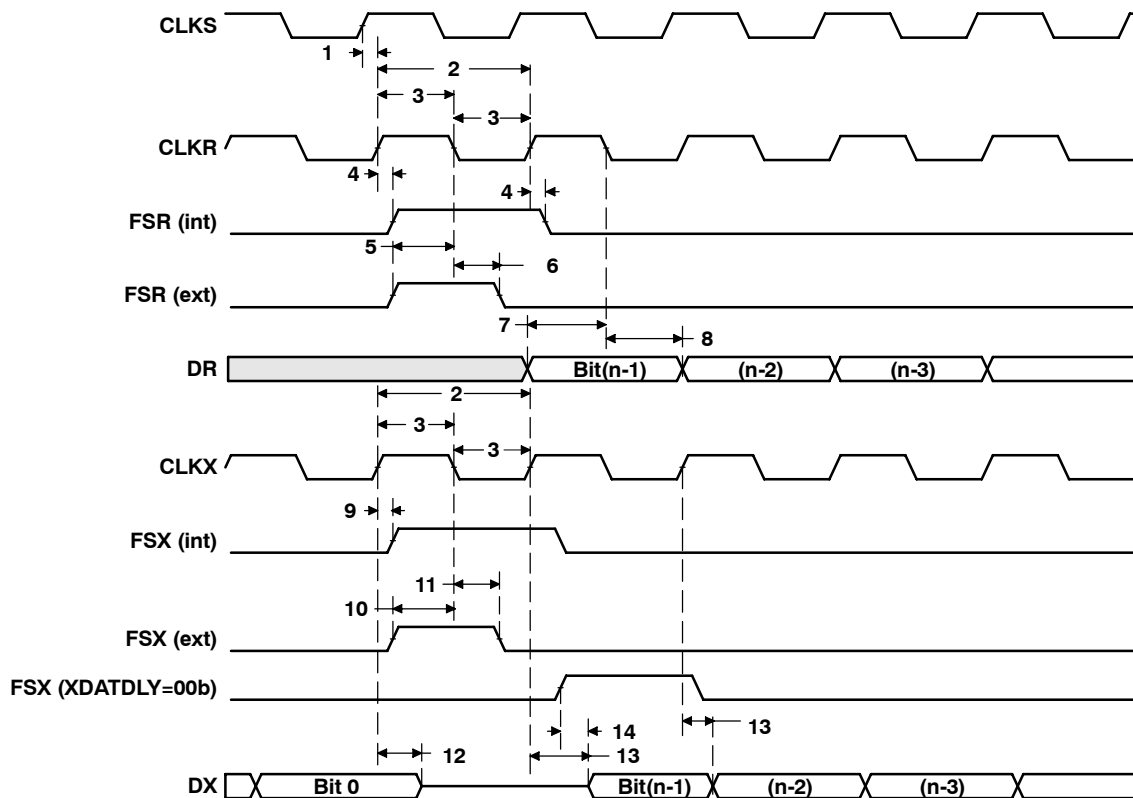 CLKS
1
2
3
3
CLKR
4
4
FSR (int)
5
6
FSR (ext)
7
8
DR
Bit(n-1)
(n-2)
(n-3)
2
3
3
CLKX
9
FSX (int)
11
10
FSX (ext)
FSX (XDATDLY=00b)
14
13
13
12
DX
Bit 0
Bit(n-1)
(n-2)
(n-3)